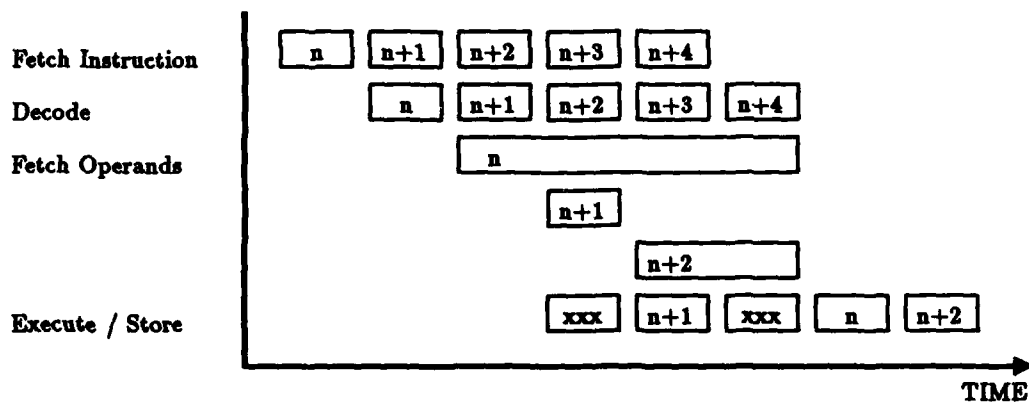 Fetch Instruction n n+1 n+2 n+3 n+4
Decode n n+1 n+2 n+3 n+4
Fetch Operands n
n+1
n+2
Execute / Store xxx n+1 xxx n n+2
TIME